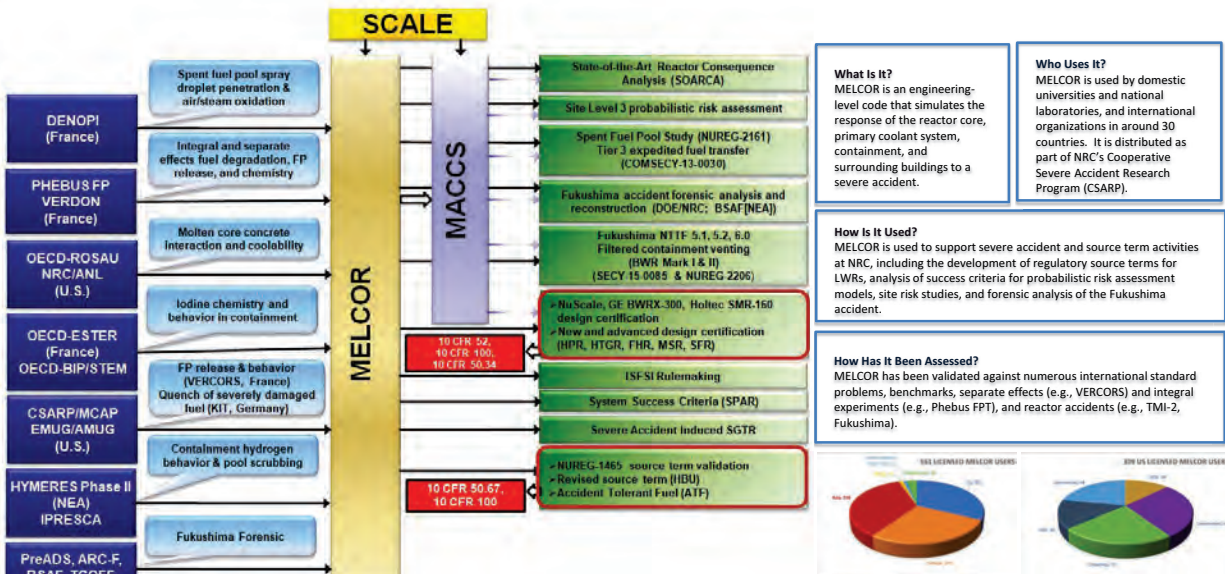 SCALE
MELCOR
MACCS
DENOPI
(France)
PHEBUS FP
VERDON
(France)
OECD-ROSAU
NRC/ANL
(U.S.)
OECD-ESTER
(France)
OECD-BIP/STEM
CSARP/MCAP
EMUG/AMUG
(U.S.)
HYMERES Phase II
(NEA)
IPRESCA
PreADS, ARC-F,
Spent fuel pool spray
droplet penetration &
air/steam oxidation
Integral and separate
effects fuel degradation, FP
release, and chemistry
Molten core concrete
interaction and coolability
Iodine chemistry and
behavior in containment
FP release & behavior
(VERCORS, France)
Quench of severely damaged
fuel (KIT, Germany)
Containment hydrogen
behavior & pool scrubbing
Fukushima Forensic
State-of-the-Art Reactor Consequence
Analysis (SOARCA)
Site Level 3 probabilistic risk assessment
Spent Fuel Pool Study (NUREG-2161)
Tier 3 expedited fuel transfer
(COMSECY-13-0030)
Fukushima accident forensic analysis and
reconstruction (DOE/NRC; BSAF[NEA])
Fukushima NTTF 5.1, 5.2, 6.0
Filtered containment venting
(BWR Mark I & II)
(SECY-15-0085 & NUREG 2206)
➢NuScale, GE BWRX-300, Holtec SMR-160
design certification
➢New and advanced design certification
(HPR, HTGR, FHR, MSR, SFR)
10 CFR 52,
10 CFR 100,
10 CFR 50.34
ISFSI Rulemaking
System Success Criteria (SPAR)
Severe Accident Induced SGTR
➢NUREG-1465 source term validation
➢Revised source term (HBU)
➢Accident Tolerant Fuel (ATF)
10 CFR 50.67,
10 CFR 100
What Is It?
MELCOR is an engineering-
level code that simulates the
response of the reactor core,
primary coolant system,
containment, and
surrounding buildings to a
severe accident.
Who Uses It?
MELCOR is used by domestic
universities and national
laboratories, and international
organizations in around 30
countries. It is distributed as
part of NRC's Cooperative
Severe Accident Research
Program (CSARP).
How Is It Used?
MELCOR is used to support severe accident and source term activities
at NRC, including the development of regulatory source terms for
LWRs, analysis of success criteria for probabilistic risk assessment
models, site risk studies, and forensic analysis of the Fukushima
accident.
How Has It Been Assessed?
MELCOR has been validated against numerous international standard
problems, benchmarks, separate effects (e.g., VERCORS) and integral
experiments (e.g., Phebus FPT), and reactor accidents (e.g., TMI-2,
Fukushima).
LICENSED MELCOR USERS
US LICENSED MELCOR USERS